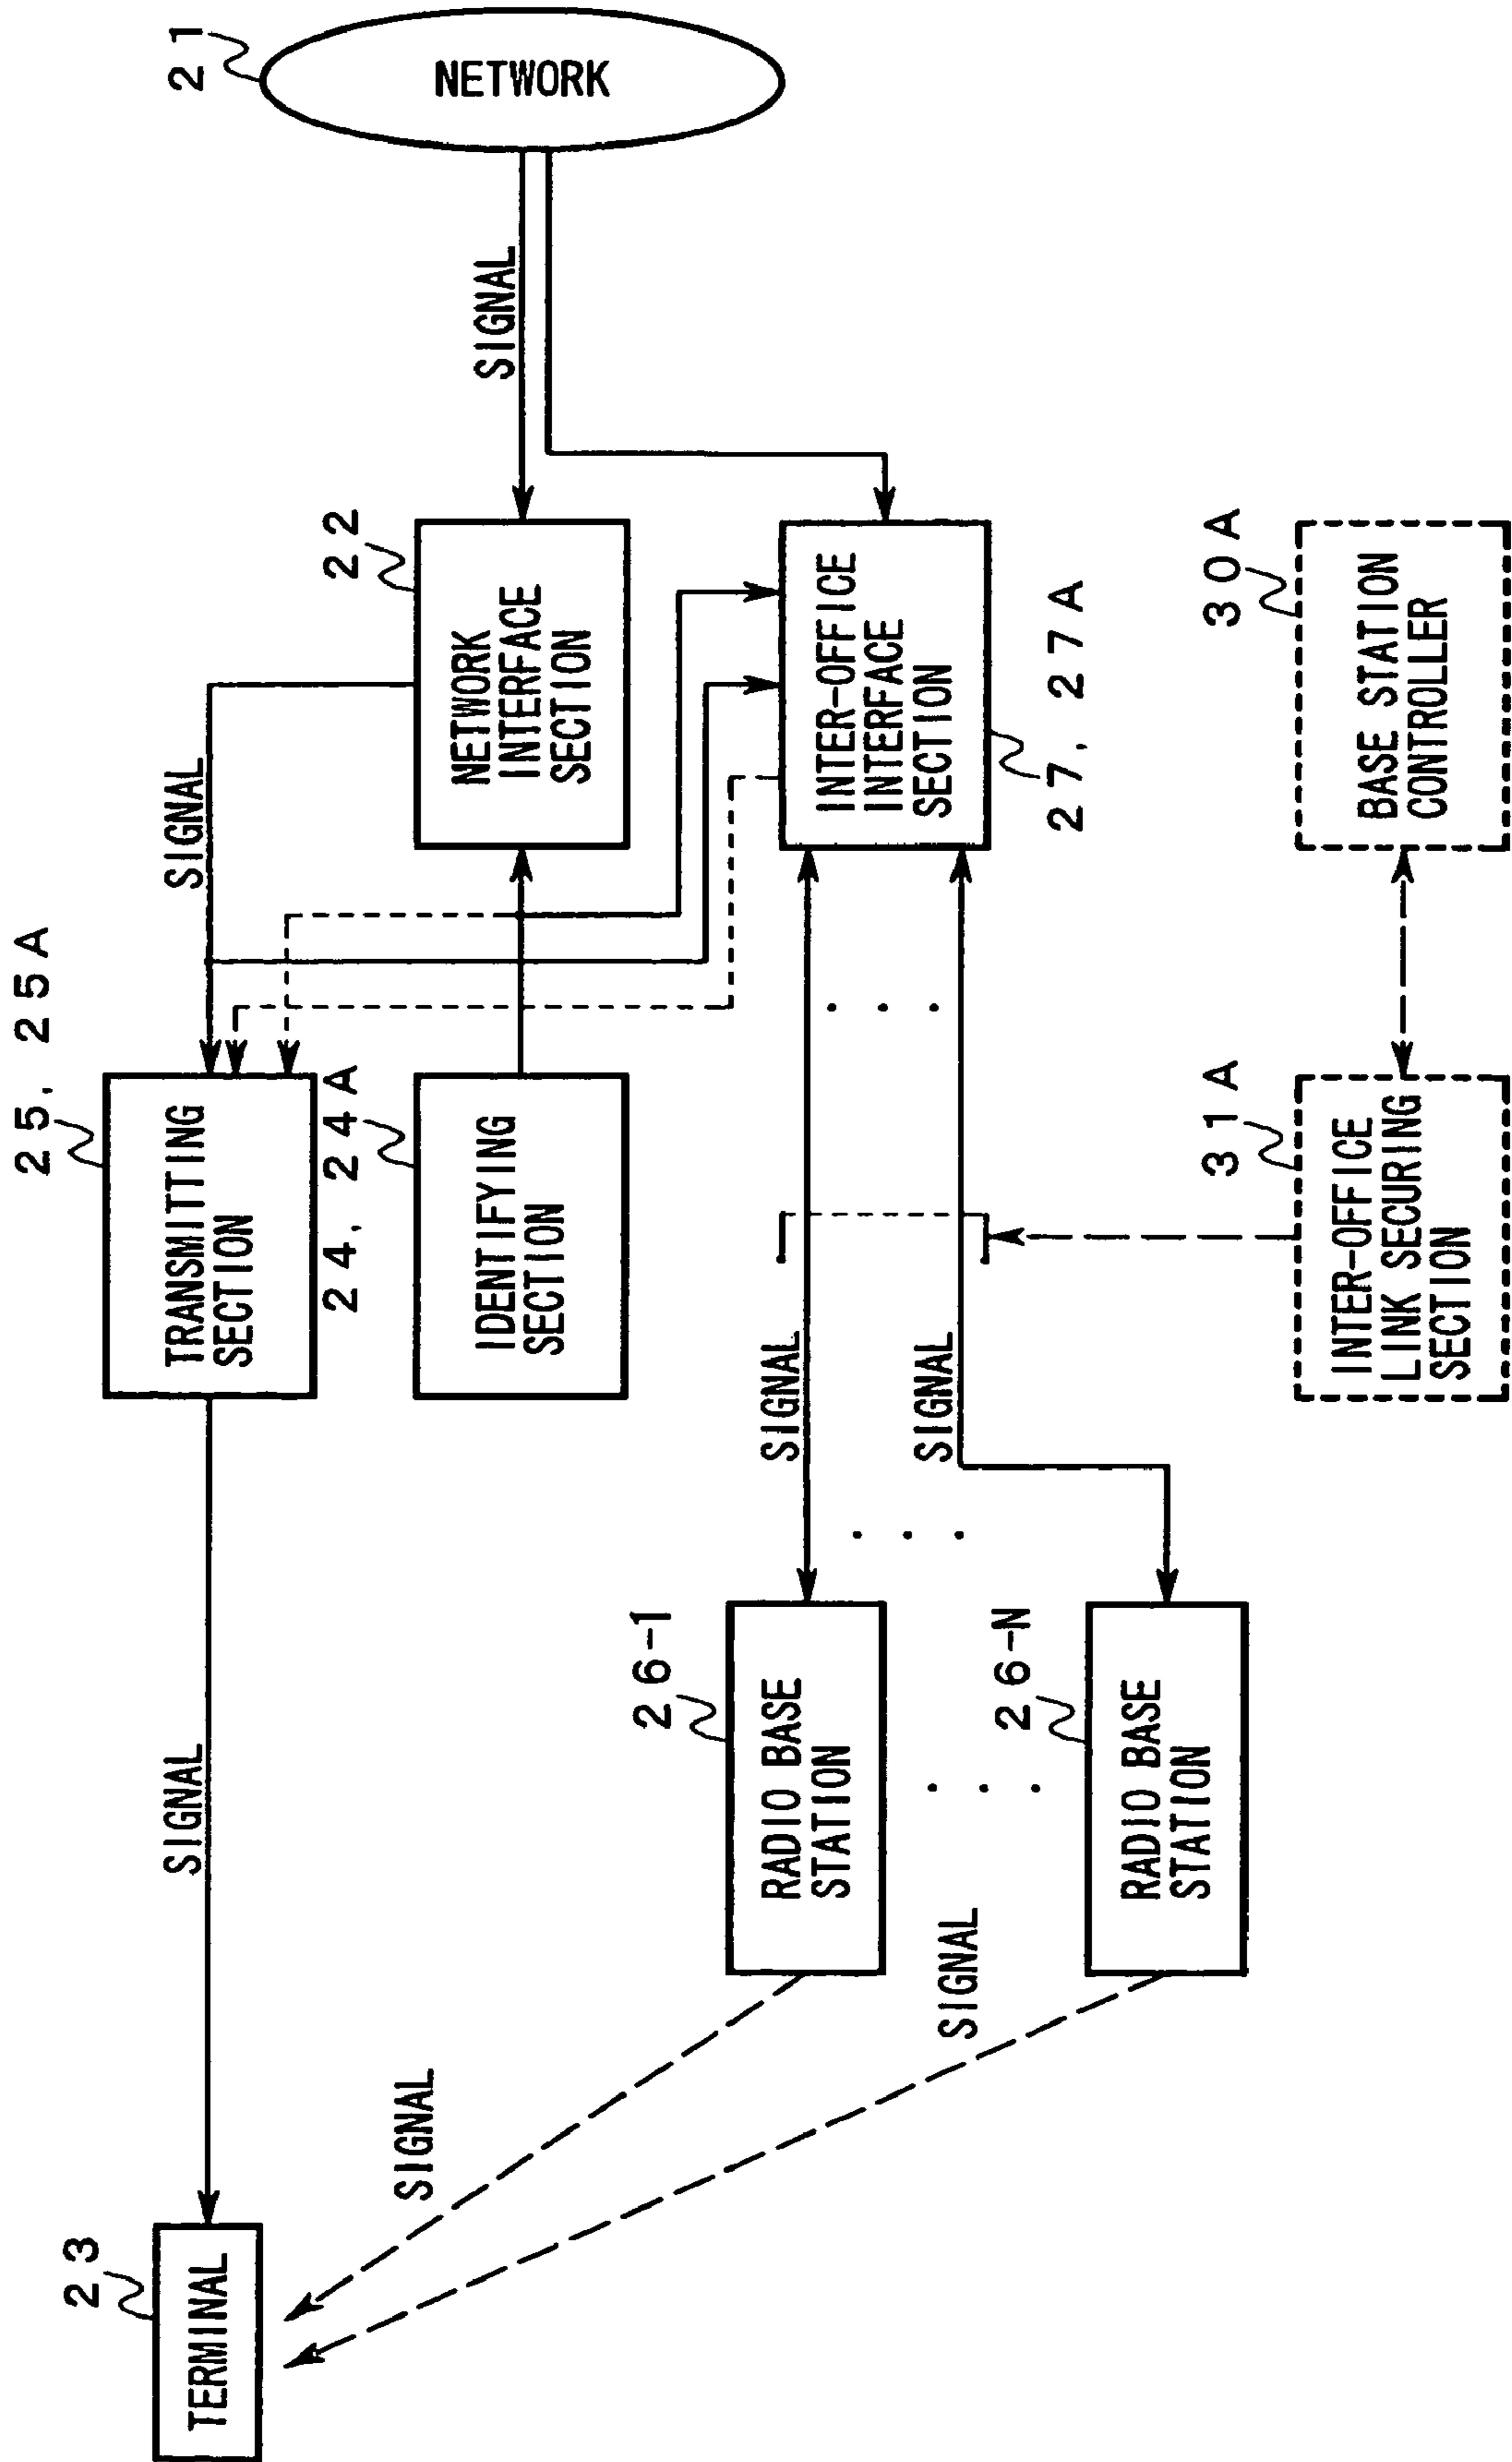 23
TERMINAL
SIGNAL
25, 25A
TRANSMITTING
SECTION
SIGNAL
21
NETWORK
24, 24A
IDENTIFYING
SECTION
22
NETWORK
INTERFACE
SECTION
SIGNAL
SIGNAL
26-1
RADIO BASE
STATION
SIGNAL
27, 27A
INTER-OFFICE
INTERFACE
SECTION
SIGNAL
26-N
RADIO BASE
STATION
SIGNAL
31A
INTER-OFFICE
LINK SECURING
SECTION
30A
BASE STATION
CONTROLLER